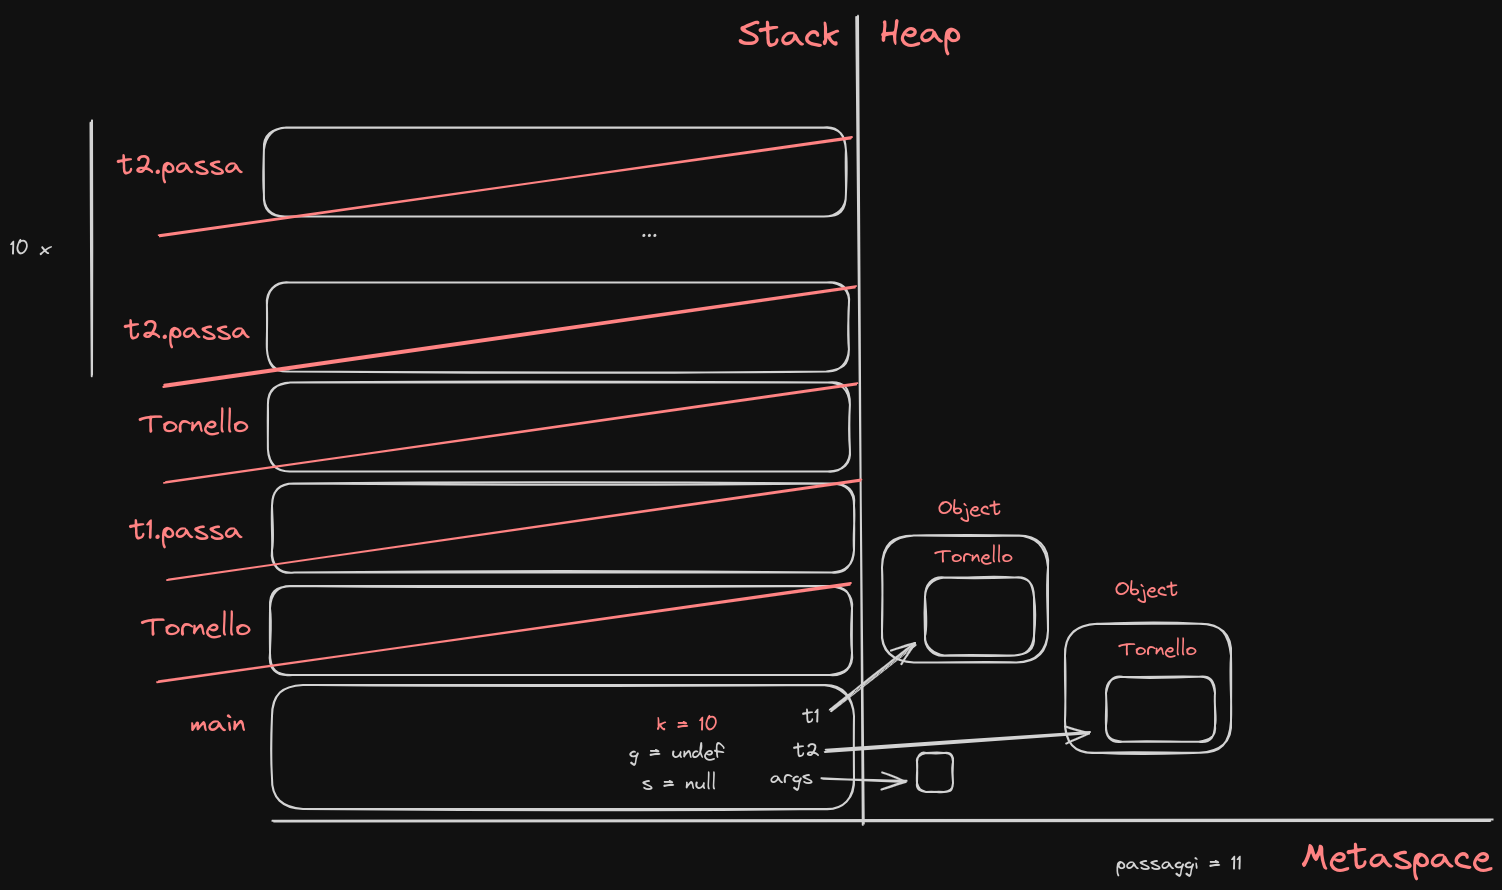 Stack
Heap
t2.passa
10 x
...
t2.passa
Tornello
t1.passa
Tornello
main
k = 10
g = undef
s = null
t1
t2
args
Object
Tornello
Object
Tornello
passaggi = 11
Metaspace